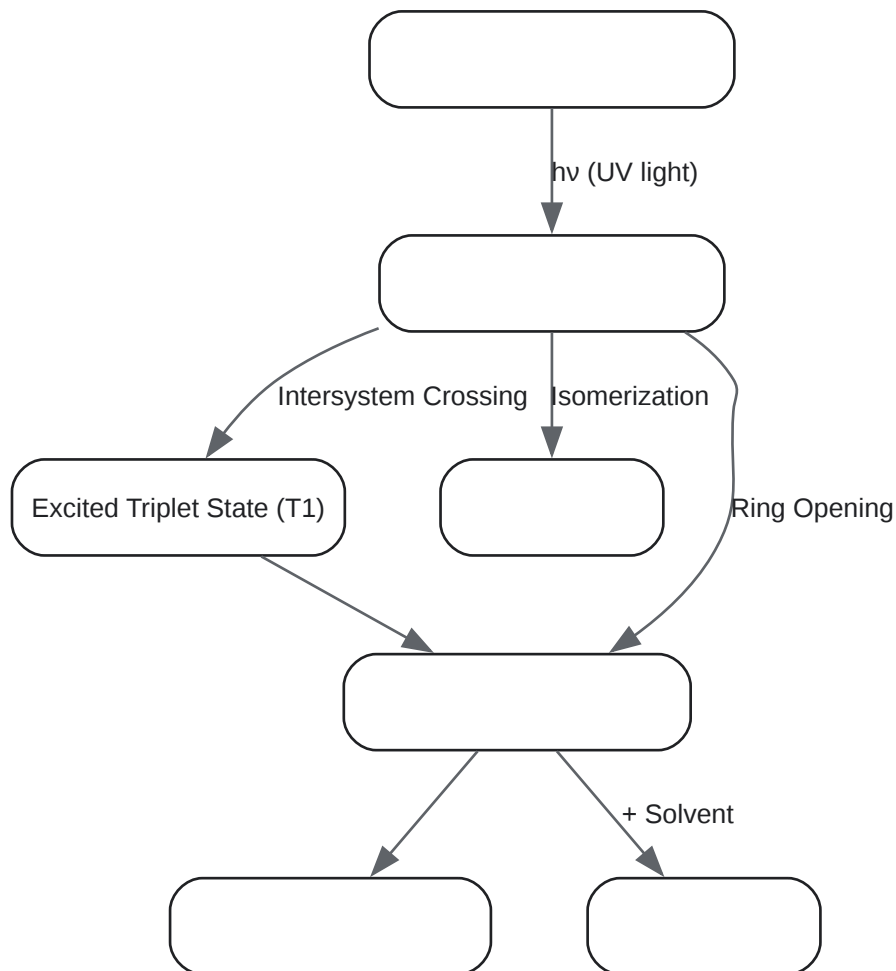 hν (UV light)
Intersystem Crossing
Isomerization
Excited Triplet State (T1)
Ring Opening
+ Solvent